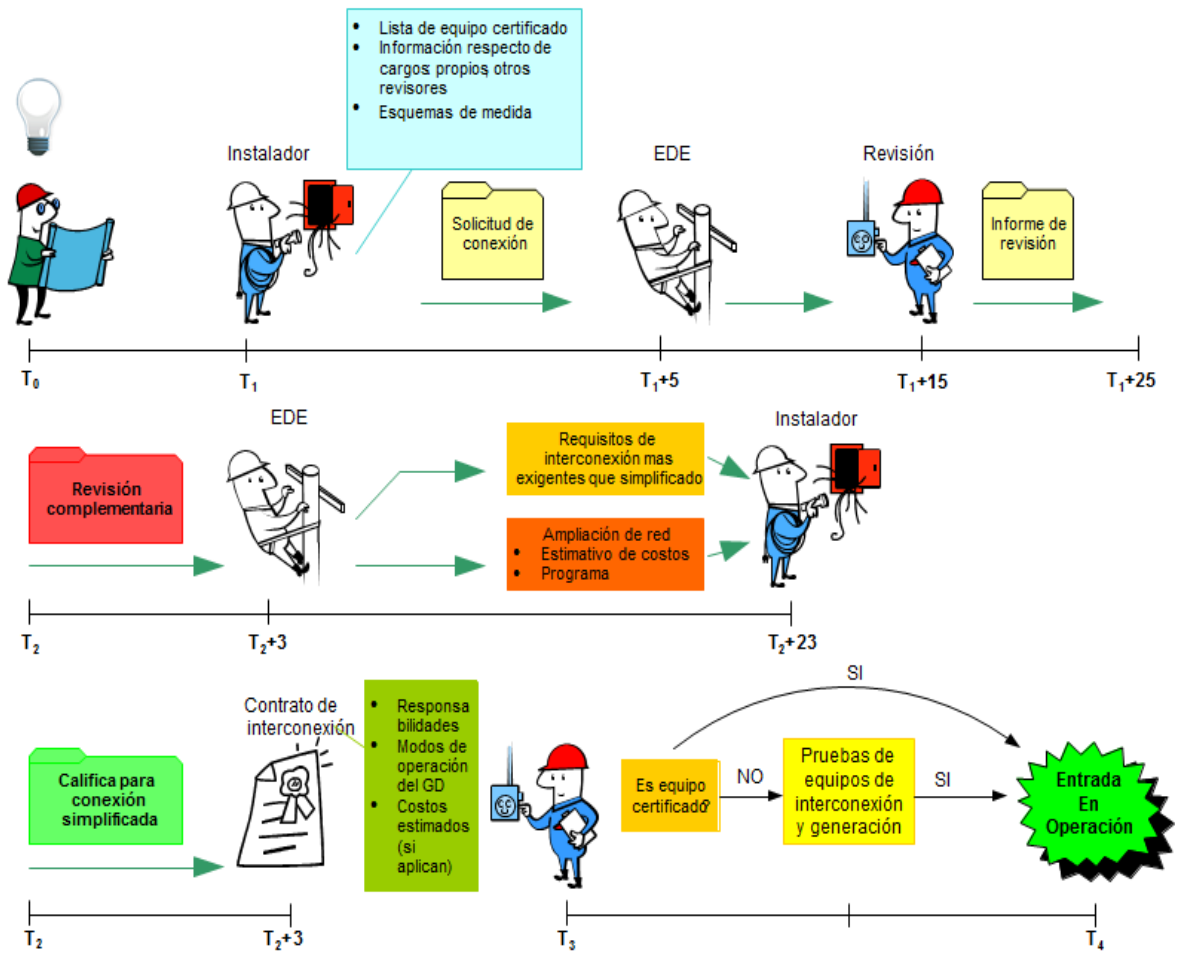 • Lista de equipo certificado
• Información respecto de
cargos: propios, otros
revisores
• Esquemas de medida
Instalador
EDE
Revisión
Solicitud de
conexión
Informe de
revisión
T₀
T₁
T₁+5
T₁+15
T₁+25
EDE
Instalador
Revisión
complementaria
Requisitos de
interconexión mas
exigentes que simplificado
Ampliación de red
• Estimativo de costos
• Programa
T₂
T₂+3
T₂+23
Contrato de
interconexión
• Responsa
bilidades
• Modos de
operación
del GD
• Costos
estimados
(si
aplican)
SI
Califica para
conexión
simplificada
Es equipo
certificado?
NO
Pruebas de
equipos de
interconexión
y generación
SI
Entrada
En
Operación
T₂
T₂+3
T₃
T₄